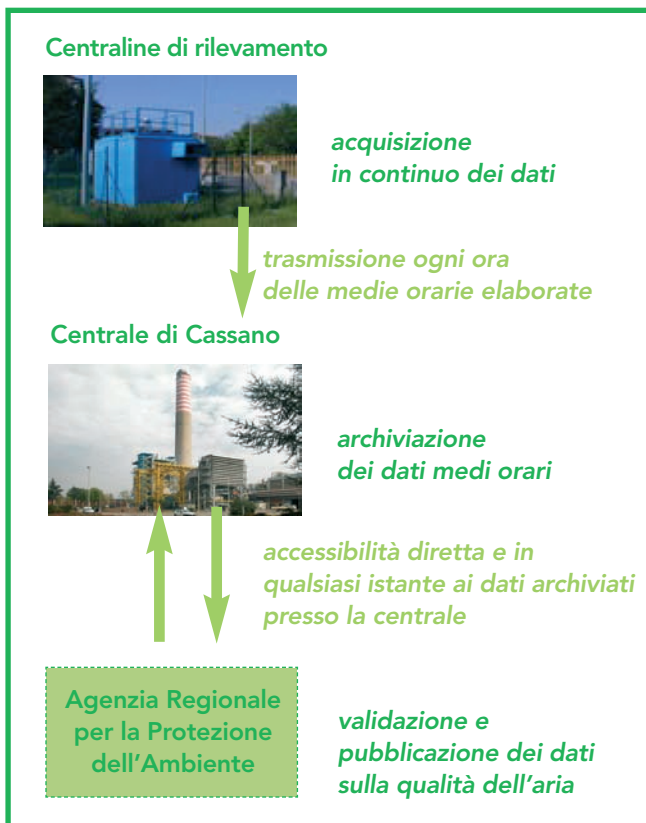 Centraline di rilevamento
acquisizione
in continuo dei dati
trasmissione ogni ora
delle medie orarie elaborate
Centrale di Cassano
archiviazione
dei dati medi orari
accessibilità diretta e in
qualsiasi istante ai dati archiviati
presso la centrale
Agenzia Regionale
per la Protezione
dell'Ambiente
validazione e
pubblicazione dei dati
sulla qualità dell'aria